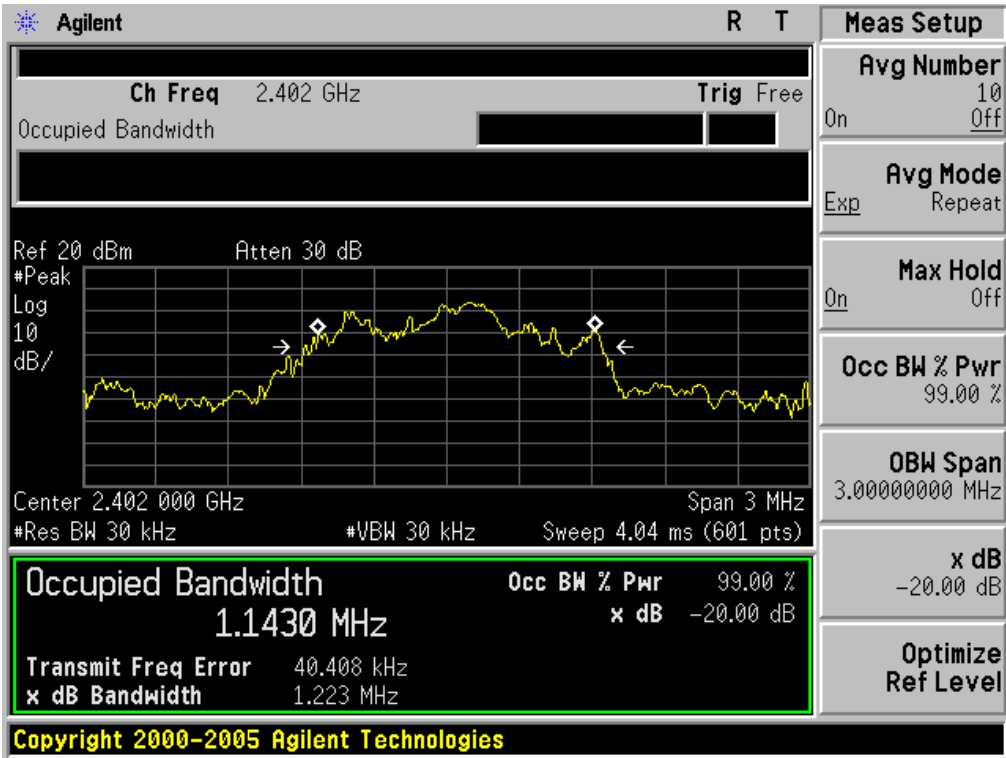 Agilent R T
Ch Freq 2.402 GHz Trig Free
Occupied Bandwidth
Ref 20 dBm Atten 30 dB
#Peak
Log
10
dB/
Center 2.402 000 GHz Span 3 MHz
#Res BW 30 kHz #VBW 30 kHz Sweep 4.04 ms (601 pts)
Occupied Bandwidth Occ BW % Pwr 99.00 %
1.1430 MHz x dB -20.00 dB
Transmit Freq Error 40.408 kHz
x dB Bandwidth 1.223 MHz
Copyright 2000-2005 Agilent Technologies
Meas Setup
Avg Number
10
On Off
Avg Mode
Exp Repeat
Max Hold
On Off
Occ BW % Pwr
99.00 %
OBW Span
3.00000000 MHz
x dB
-20.00 dB
Optimize
Ref Level